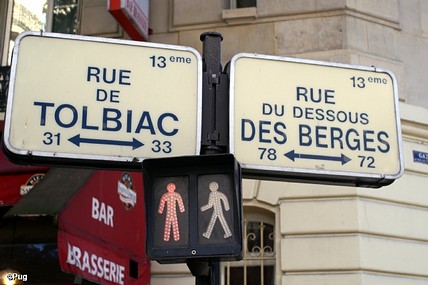 13 eme
RUE
DE
TOLBIAC
31 33
13 eme
RUE
DU DESSOUS
DES BERGES
78 72
BAR
BRASSERIE
©Pug